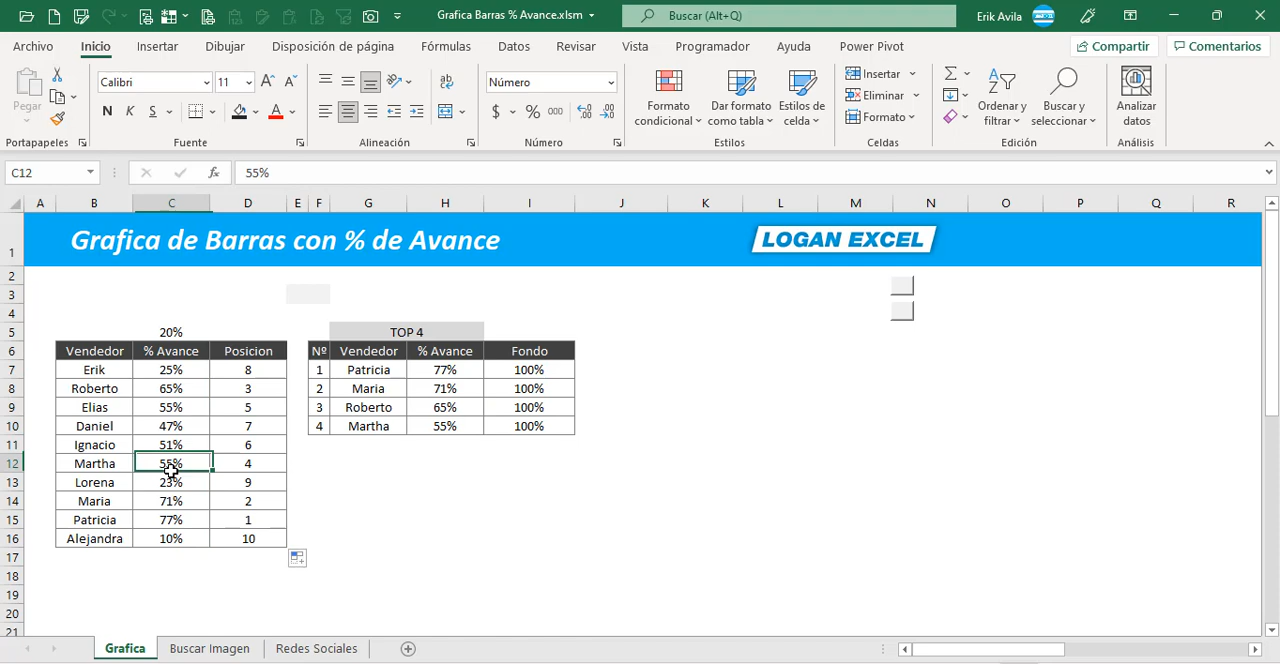 Grafica Barras % Avance.xlsm
Buscar (Alt+Q)
Erik Avila
Archivo Inicio Insertar Dibujar Disposición de página Fórmulas Datos Revisar Vista Programador Ayuda Power Pivot Compartir Comentarios
Pegar
Calibri 11
N K S
ab
Número
$ % 000
Formato condicional
Dar formato como tabla
Estilos de celda
Insertar
Eliminar
Formato
Ordenar y filtrar
Buscar y seleccionar
Analizar datos
Portapapeles Fuente Alineación Número Estilos Celdas Edición Análisis
C12 fx 55%
A B C D E F G H I J K L M N O P Q R
1 Grafica de Barras con % de Avance LOGAN EXCEL
2
3
4
5 20% TOP 4
6 Vendedor % Avance Posicion Nº Vendedor % Avance Fondo
7 Erik 25% 8 1 Patricia 77% 100%
8 Roberto 65% 3 2 Maria 71% 100%
9 Elias 55% 5 3 Roberto 65% 100%
10 Daniel 47% 7 4 Martha 55% 100%
11 Ignacio 51% 6
12 Martha 55% 4
13 Lorena 23% 9
14 Maria 71% 2
15 Patricia 77% 1
16 Alejandra 10% 10
17
18
19
20
21
Grafica Buscar Imagen Redes Sociales